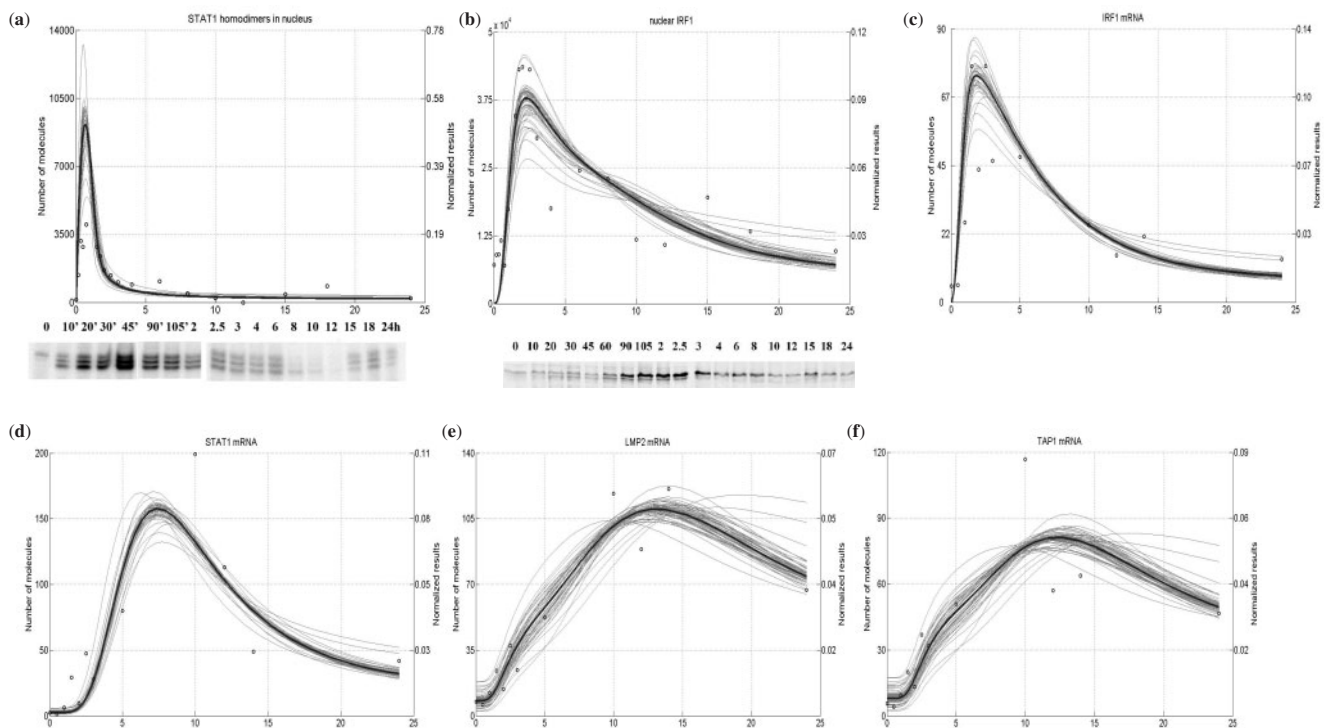 (a)
STAT1 homodimers in nucleus
14000
10500
7000
3500
0
Number of molecules
0.78
0.58
0.39
0.19
Normalized results
0 5 10 15 20 25
0 10’ 20’ 30’ 45’ 90’ 105’ 2 2.5 3 4 6 8 10 12 15 18 24h
(b)
nuclear IRF1
x 10⁴
5
3.75
2.5
1.25
0
Number of molecules
0.12
0.09
0.06
0.03
Normalized results
0 5 10 15 20 25
0 10 20 30 45 60 90 105 2 2.5 3 4 6 8 10 12 15 18 24
(c)
IRF1 mRNA
90
67
45
22
0
Number of molecules
0.14
0.10
0.07
0.03
Normalized results
0 5 10 15 20 25
(d)
STAT1 mRNA
200
150
100
50
0
Number of molecules
0.11
0.08
0.05
0.03
Normalized results
0 5 10 15 20 25
(e)
LMP2 mRNA
140
105
70
35
0
Number of molecules
0.07
0.05
0.04
0.02
Normalized results
0 5 10 15 20 25
(f)
TAP1 mRNA
120
90
60
30
0
Number of molecules
0.09
0.06
0.04
0.02
Normalized results
0 5 10 15 20 25